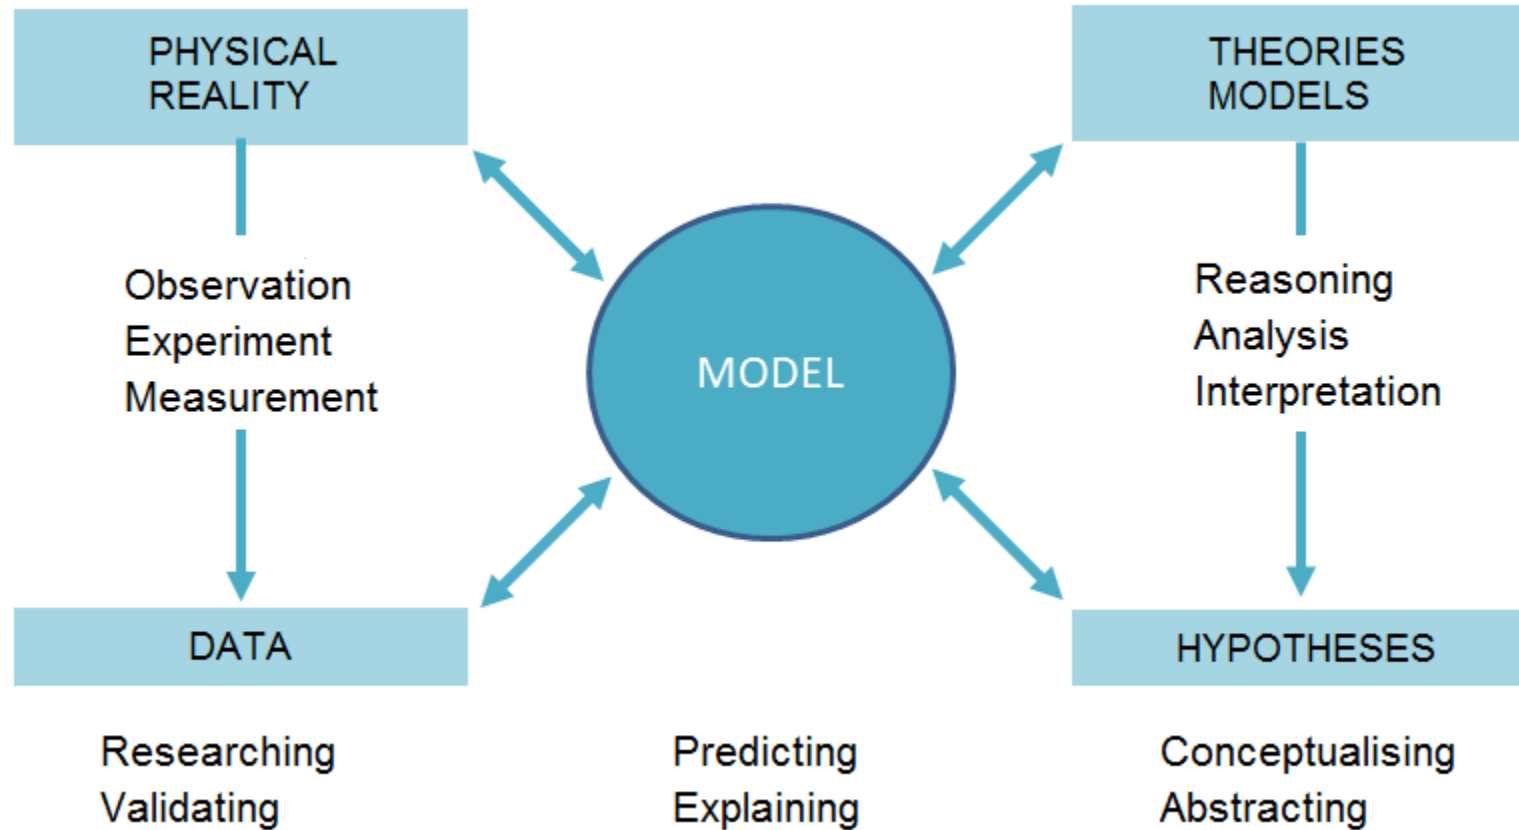 PHYSICAL
REALITY
THEORIES
MODELS
Observation
Experiment
Measurement
MODEL
Reasoning
Analysis
Interpretation
DATA
HYPOTHESES
Researching
Validating
Predicting
Explaining
Conceptualising
Abstracting